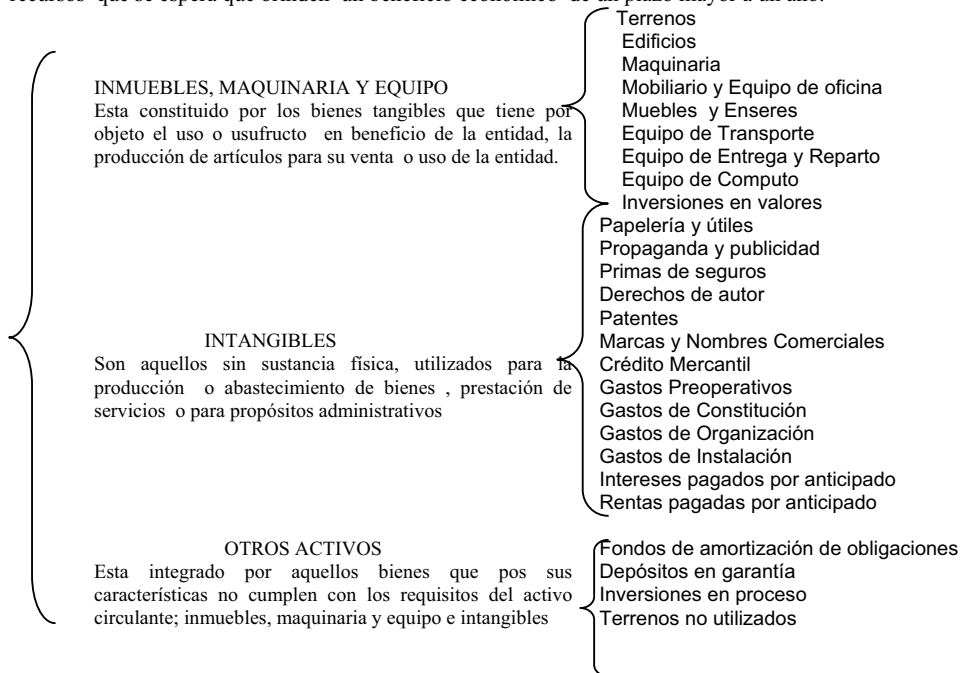 recursos que se espera que brinden un beneficio económico de un plazo mayor a un año.
INMUEBLES, MAQUINARIA Y EQUIPO
Esta constituido por los bienes tangibles que tiene por
objeto el uso o usufructo en beneficio de la entidad, la
producción de artículos para su venta o uso de la entidad.
Terrenos
Edificios
Maquinaria
Mobiliario y Equipo de oficina
Muebles y Enseres
Equipo de Transporte
Equipo de Entrega y Reparto
Equipo de Computo
Inversiones en valores
INTANGIBLES
Son aquellos sin sustancia física, utilizados para la
producción o abastecimiento de bienes , prestación de
servicios o para propósitos administrativos
Papelería y útiles
Propaganda y publicidad
Primas de seguros
Derechos de autor
Patentes
Marcas y Nombres Comerciales
Crédito Mercantil
Gastos Preoperativos
Gastos de Constitución
Gastos de Organización
Gastos de Instalación
Intereses pagados por anticipado
Rentas pagadas por anticipado
OTROS ACTIVOS
Esta integrado por aquellos bienes que pos sus
características no cumplen con los requisitos del activo
circulante; inmuebles, maquinaria y equipo e intangibles
Fondos de amortización de obligaciones
Depósitos en garantía
Inversiones en proceso
Terrenos no utilizados